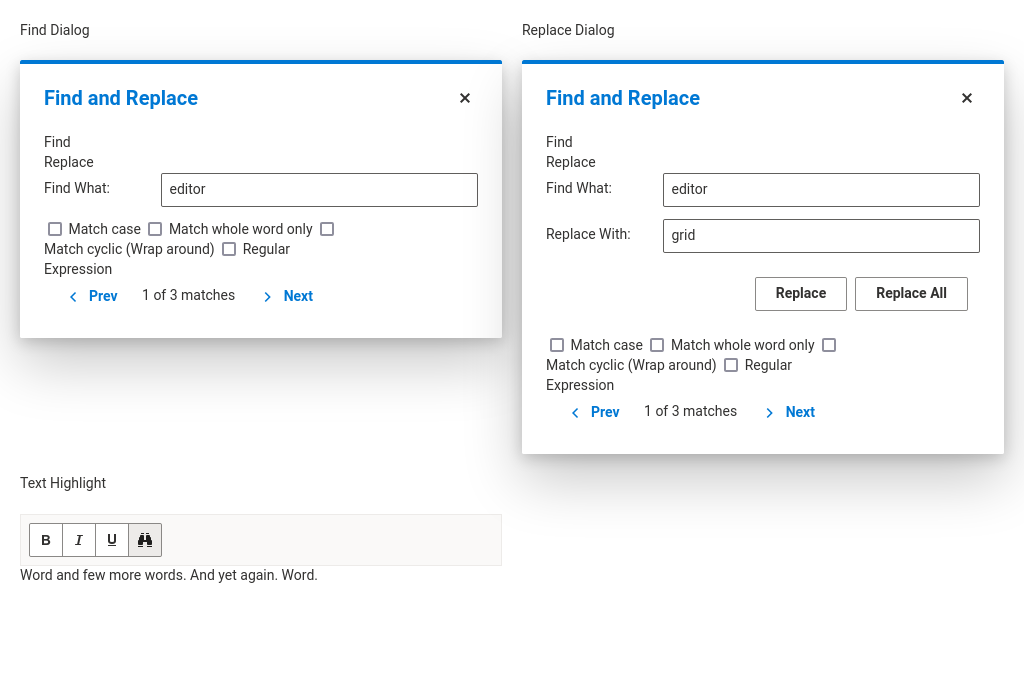 Find Dialog
Find and Replace
Find
Replace
Find What:
editor
Match case Match whole word only
Match cyclic (Wrap around) Regular
Expression
Prev 1 of 3 matches Next
Replace Dialog
Find and Replace
Find
Replace
Find What:
editor
Replace With:
grid
Replace Replace All
Match case Match whole word only
Match cyclic (Wrap around) Regular
Expression
Prev 1 of 3 matches Next
Text Highlight
B I U
Word and few more words. And yet again. Word.